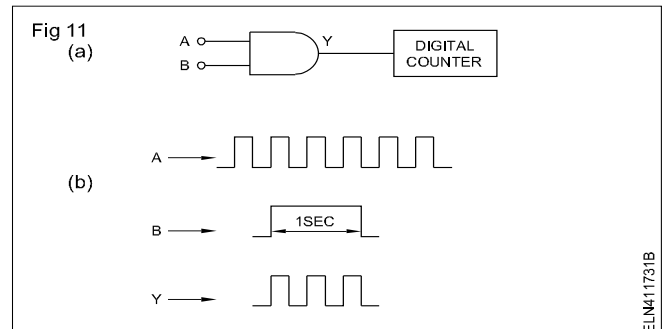 Fig 11
(a)
A
B
Y
DIGITAL
COUNTER
(b)
A
B
1SEC
Y
ELN411731B